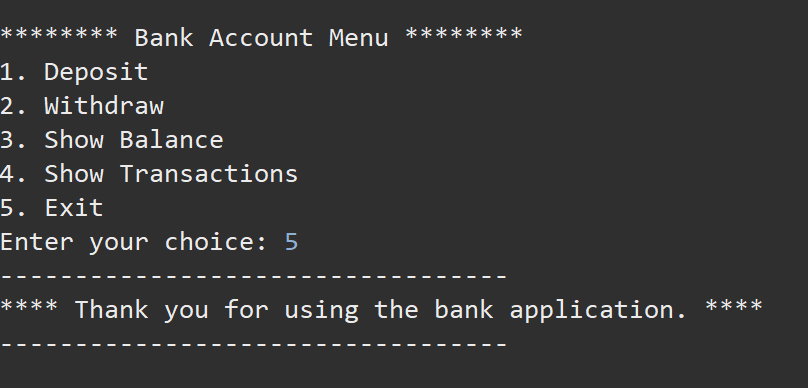 ******** Bank Account Menu ********
1. Deposit
2. Withdraw
3. Show Balance
4. Show Transactions
5. Exit
Enter your choice: 5
----------------------------------
**** Thank you for using the bank application. ****
----------------------------------